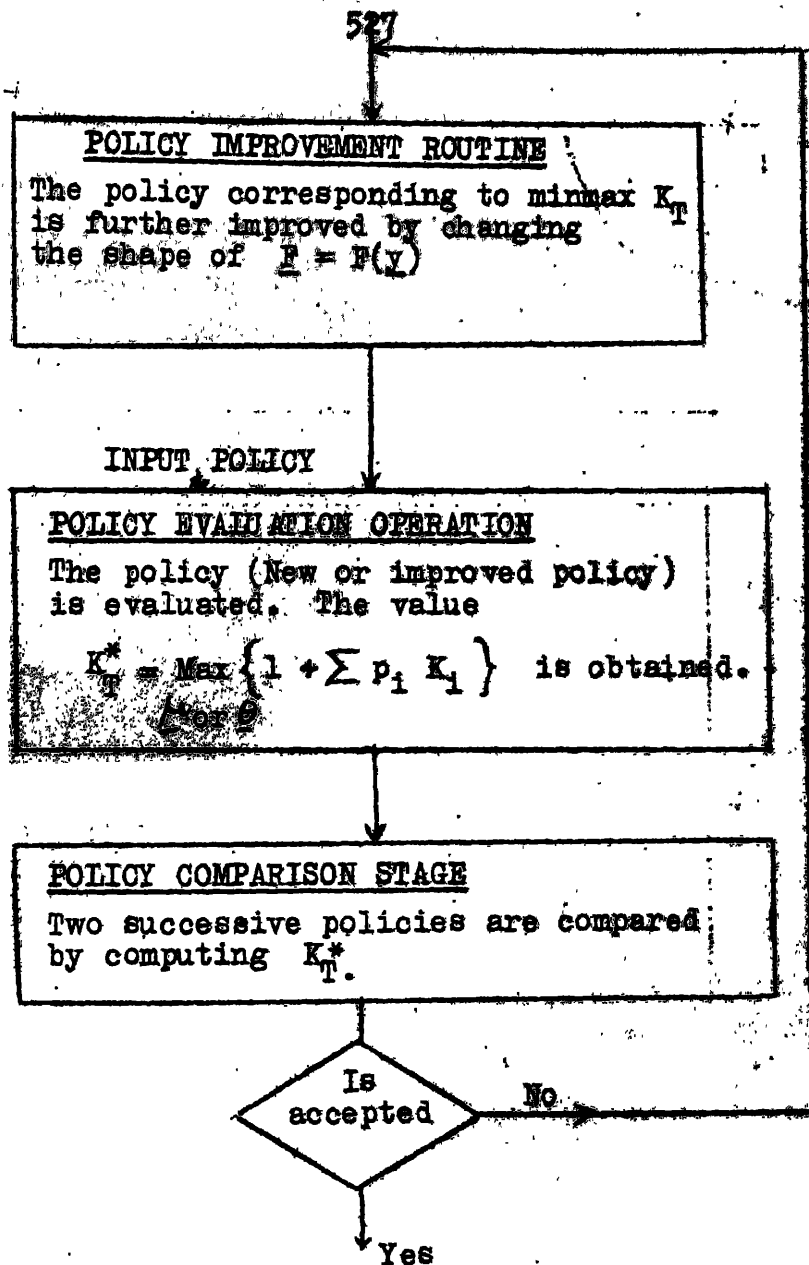 527
POLICY IMPROVEMENT ROUTINE
The policy corresponding to minmax K_T
is further improved by changing
the shape of F = F(y)
INPUT POLICY
POLICY EVALUATION OPERATION
The policy (New or improved policy)
is evaluated. The value
K*_T = Max {1 + ∑ p_i K_i} is obtained.
μ or θ
POLICY COMPARISON STAGE
Two successive policies are compared
by computing K*_T.
Is
accepted
No
Yes